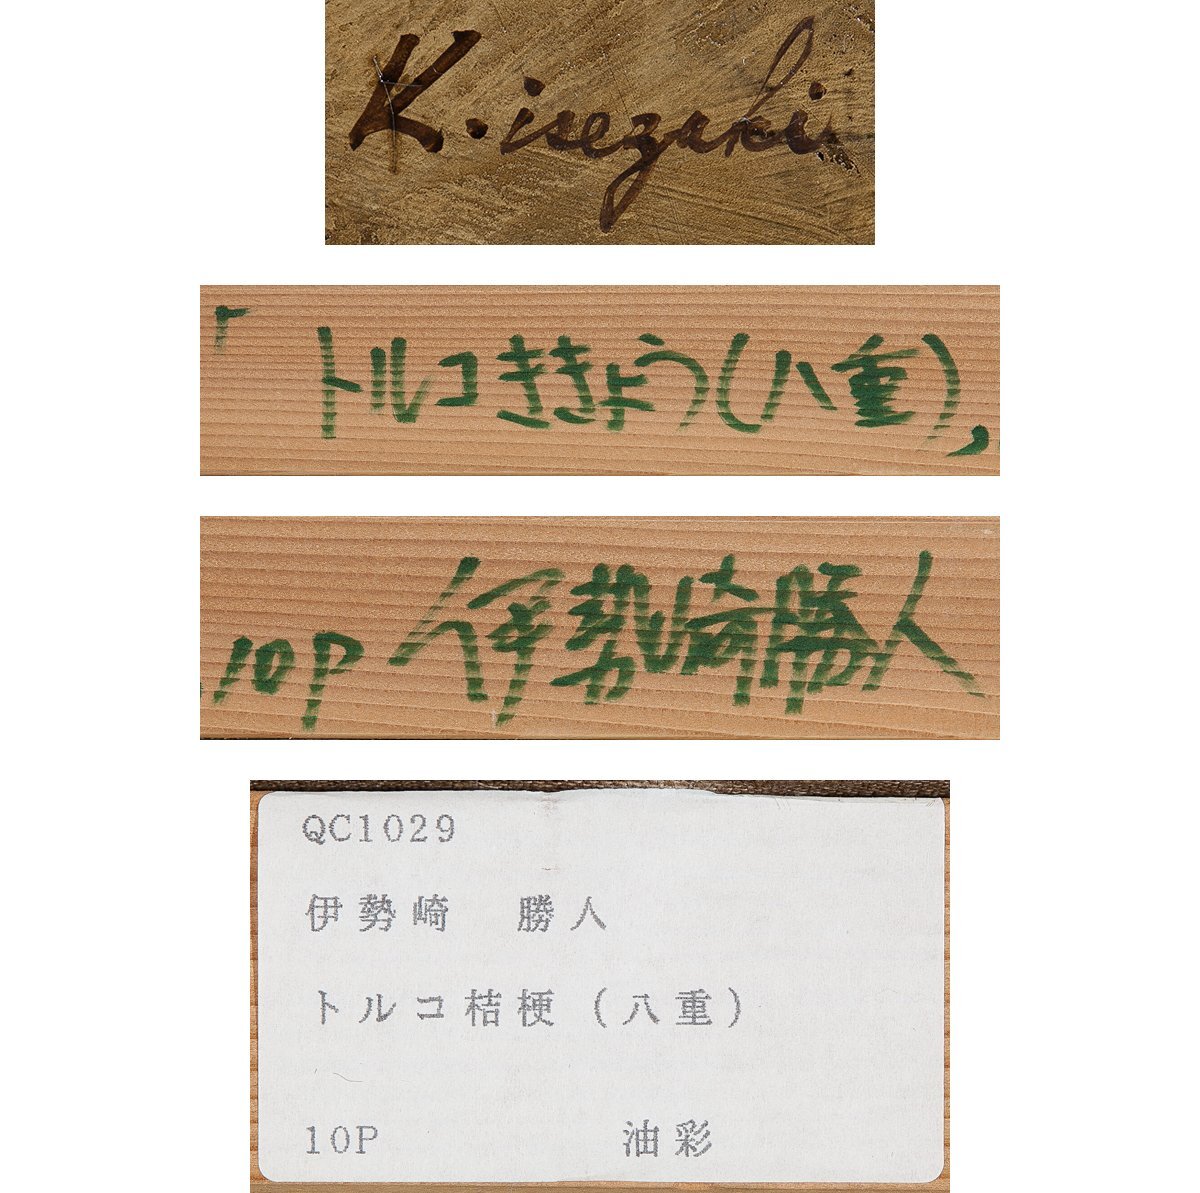 K.isezaki
「トルコききょう(八重)」
10P 伊勢崎勝人
QC1029
伊勢崎 勝人
トルコ桔梗(八重)
10P 油彩